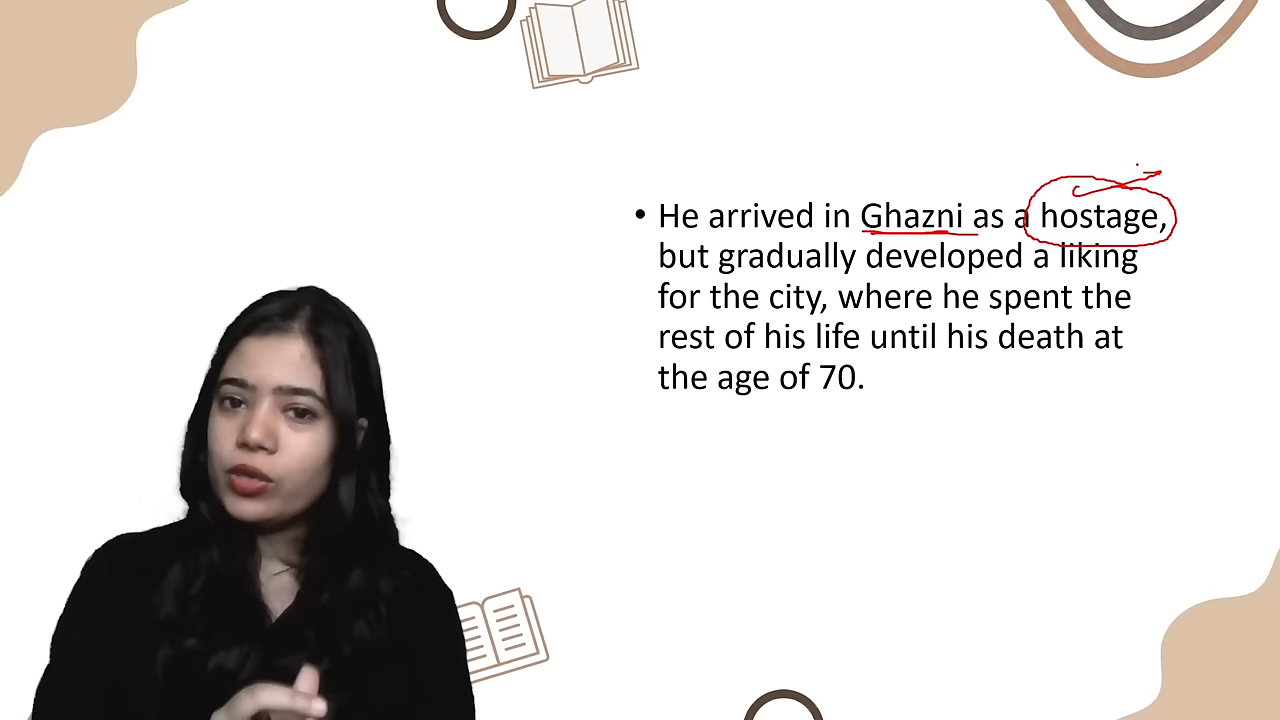 • He arrived in Ghazni as a hostage,
but gradually developed a liking
for the city, where he spent the
rest of his life until his death at
the age of 70.